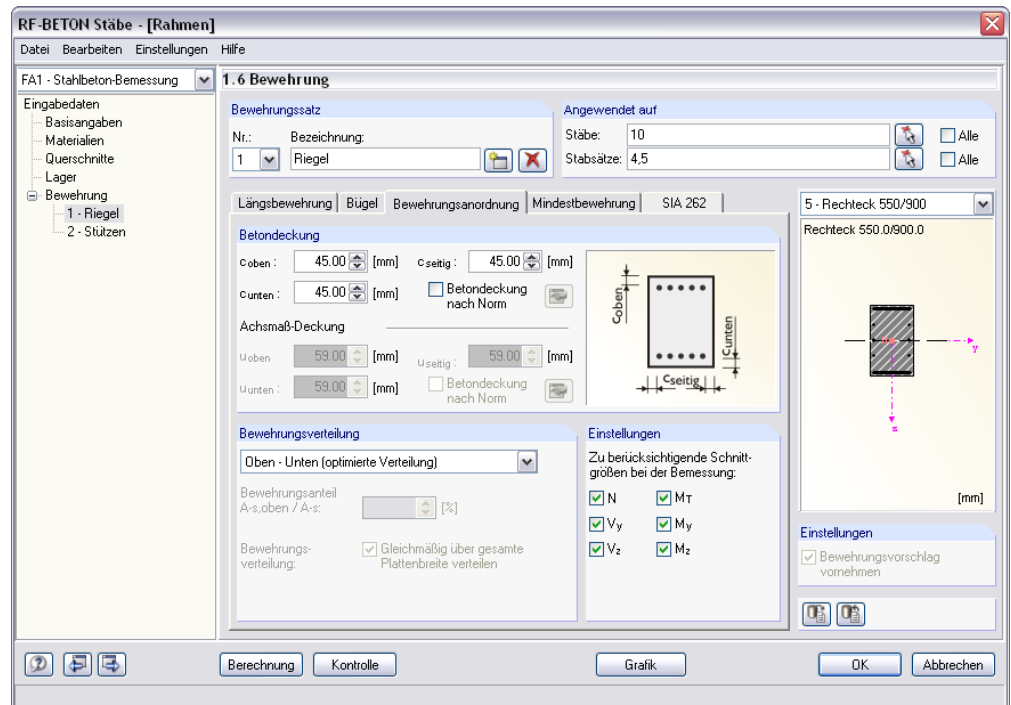 RF-BETON Stäbe - [Rahmen]
Datei Bearbeiten Einstellungen Hilfe
FA1 - Stahlbeton-Bemessung
Eingabedaten
Basisangaben
Materialien
Querschnitte
Lager
Bewehrung
1 - Riegel
2 - Stützen
1.6 Bewehrung
Bewehrungssatz
Nr.: Bezeichnung:
1 Riegel
Angewendet auf
Stäbe: 10 Alle
Stabsätze: 4,5 Alle
Längsbewehrung Bügel Bewehrungsanordnung Mindestbewehrung SIA 262
Betondeckung
c oben : 45.00 [mm] c seitig : 45.00 [mm]
c unten : 45.00 [mm] Betondeckung nach Norm
Achsmaß-Deckung
u oben 59.00 [mm] u seitig : 59.00 [mm]
u unten : 59.00 [mm] Betondeckung nach Norm
Coben
Cunten
Cseitig
Bewehrungsverteilung
Oben - Unten (optimierte Verteilung)
Bewehrungsanteil
A-s,oben / A-s: [%]
Bewehrungs-
verteilung:
Gleichmäßig über gesamte
Plattenbreite verteilen
Einstellungen
Zu berücksichtigende Schnitt-
größen bei der Bemessung:
N MT
Vy My
Vz Mz
5 - Rechteck 550/900
Rechteck 550.0/900.0
y
z
[mm]
Einstellungen
Bewehrungsvorschlag
vornehmen
Berechnung Kontrolle Grafik OK Abbrechen